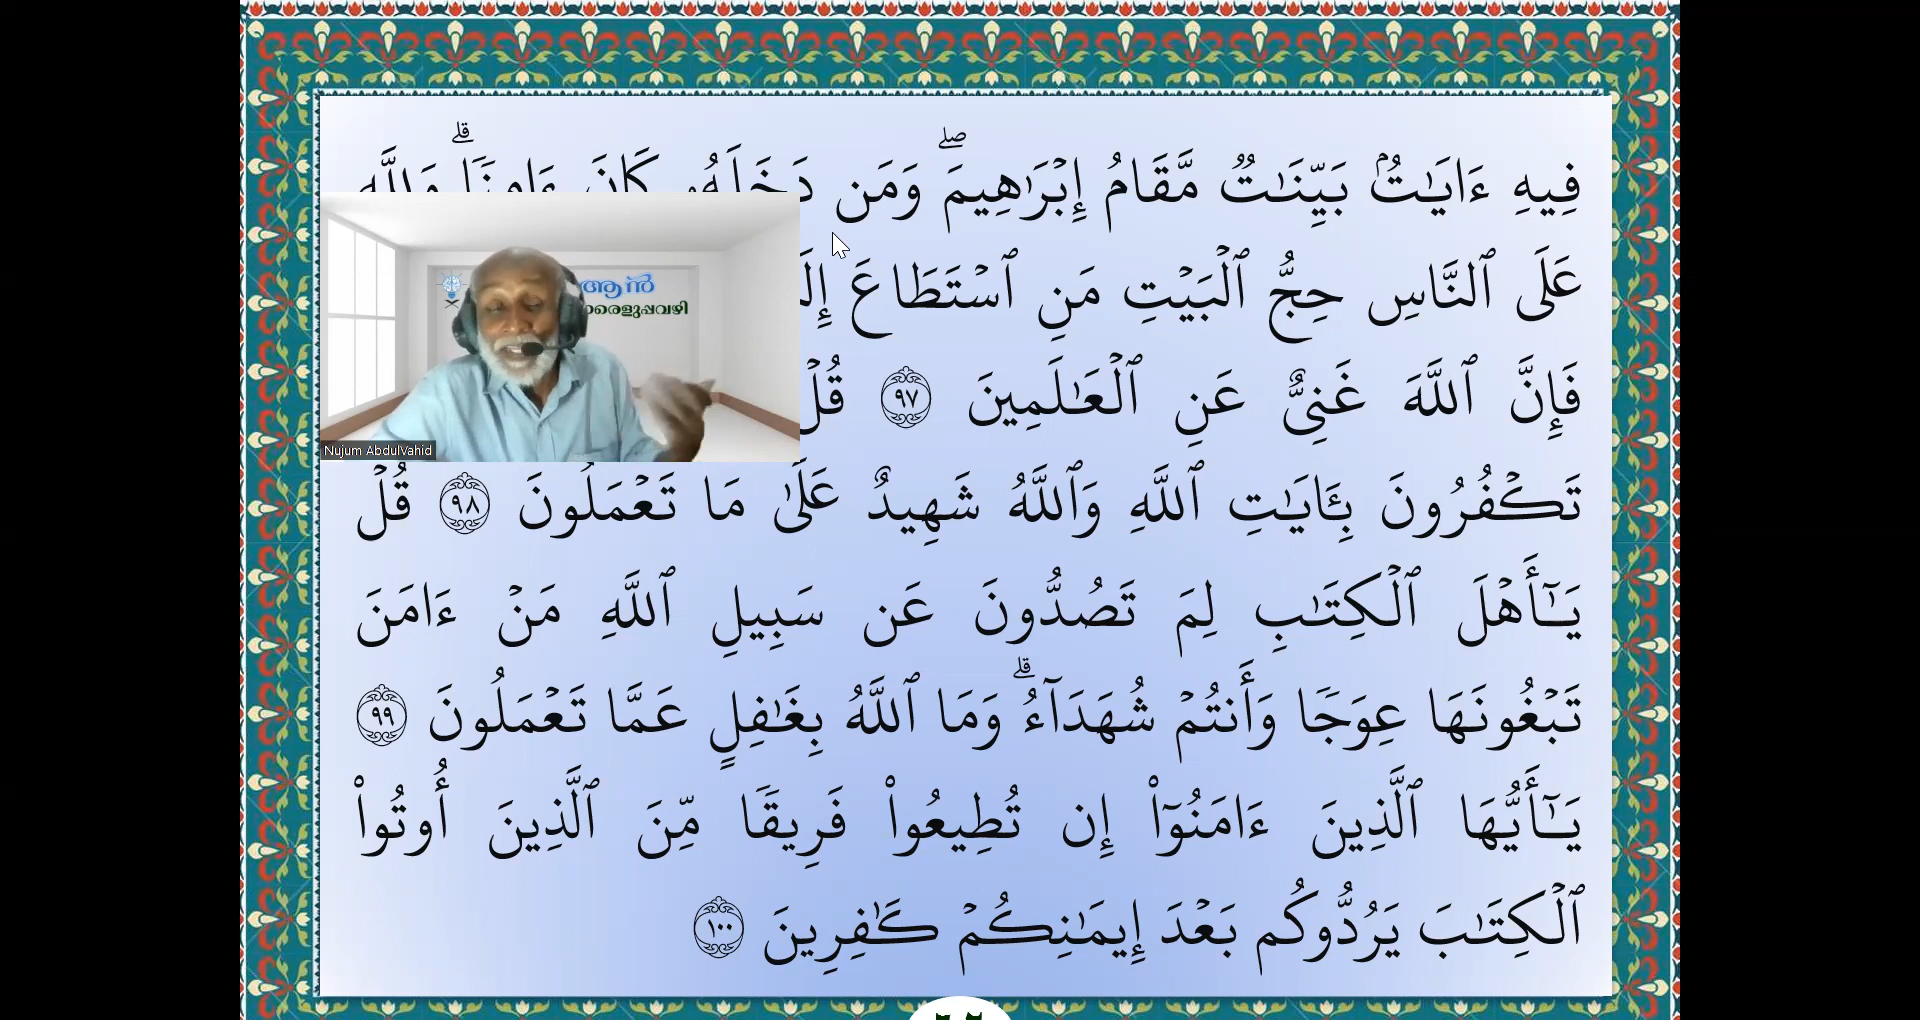 فِيهِ ءَايَـٰتُۢ بَيِّنَـٰتٌۭ مَّقَامُ إِبْرَٰهِيمَ ۖ وَمَن دَخَلَهُۥ كَانَ ءَامِنًۭا ۗ وَلِلَّهِ
عَلَى ٱلنَّاسِ حِجُّ ٱلْبَيْتِ مَنِ ٱسْتَطَاعَ
فَإِنَّ ٱللَّهَ غَنِىٌّ عَنِ ٱلْعَـٰلَمِينَ ٩٧ قُلْ
تَكْفُرُونَ بِـَٔايَـٰتِ ٱللَّهِ وَٱللَّهُ شَهِيدٌ عَلَىٰ مَا تَعْمَلُونَ ٩٨ قُلْ
يَـٰٓأَهْلَ ٱلْكِتَـٰبِ لِمَ تَصُدُّونَ عَن سَبِيلِ ٱللَّهِ مَنْ ءَامَنَ
تَبْغُونَهَا عِوَجًۭا وَأَنتُمْ شُهَدَآءُ ۗ وَمَا ٱللَّهُ بِغَـٰفِلٍ عَمَّا تَعْمَلُونَ ٩٩
يَـٰٓأَيُّهَا ٱلَّذِينَ ءَامَنُوٓا۟ إِن تُطِيعُوا۟ فَرِيقًۭا مِّنَ ٱلَّذِينَ أُوتُوا۟
ٱلْكِتَـٰبَ يَرُدُّوكُم بَعْدَ إِيمَـٰنِكُمْ كَـٰفِرِينَ ١٠٠
Nujum AbdulVahid